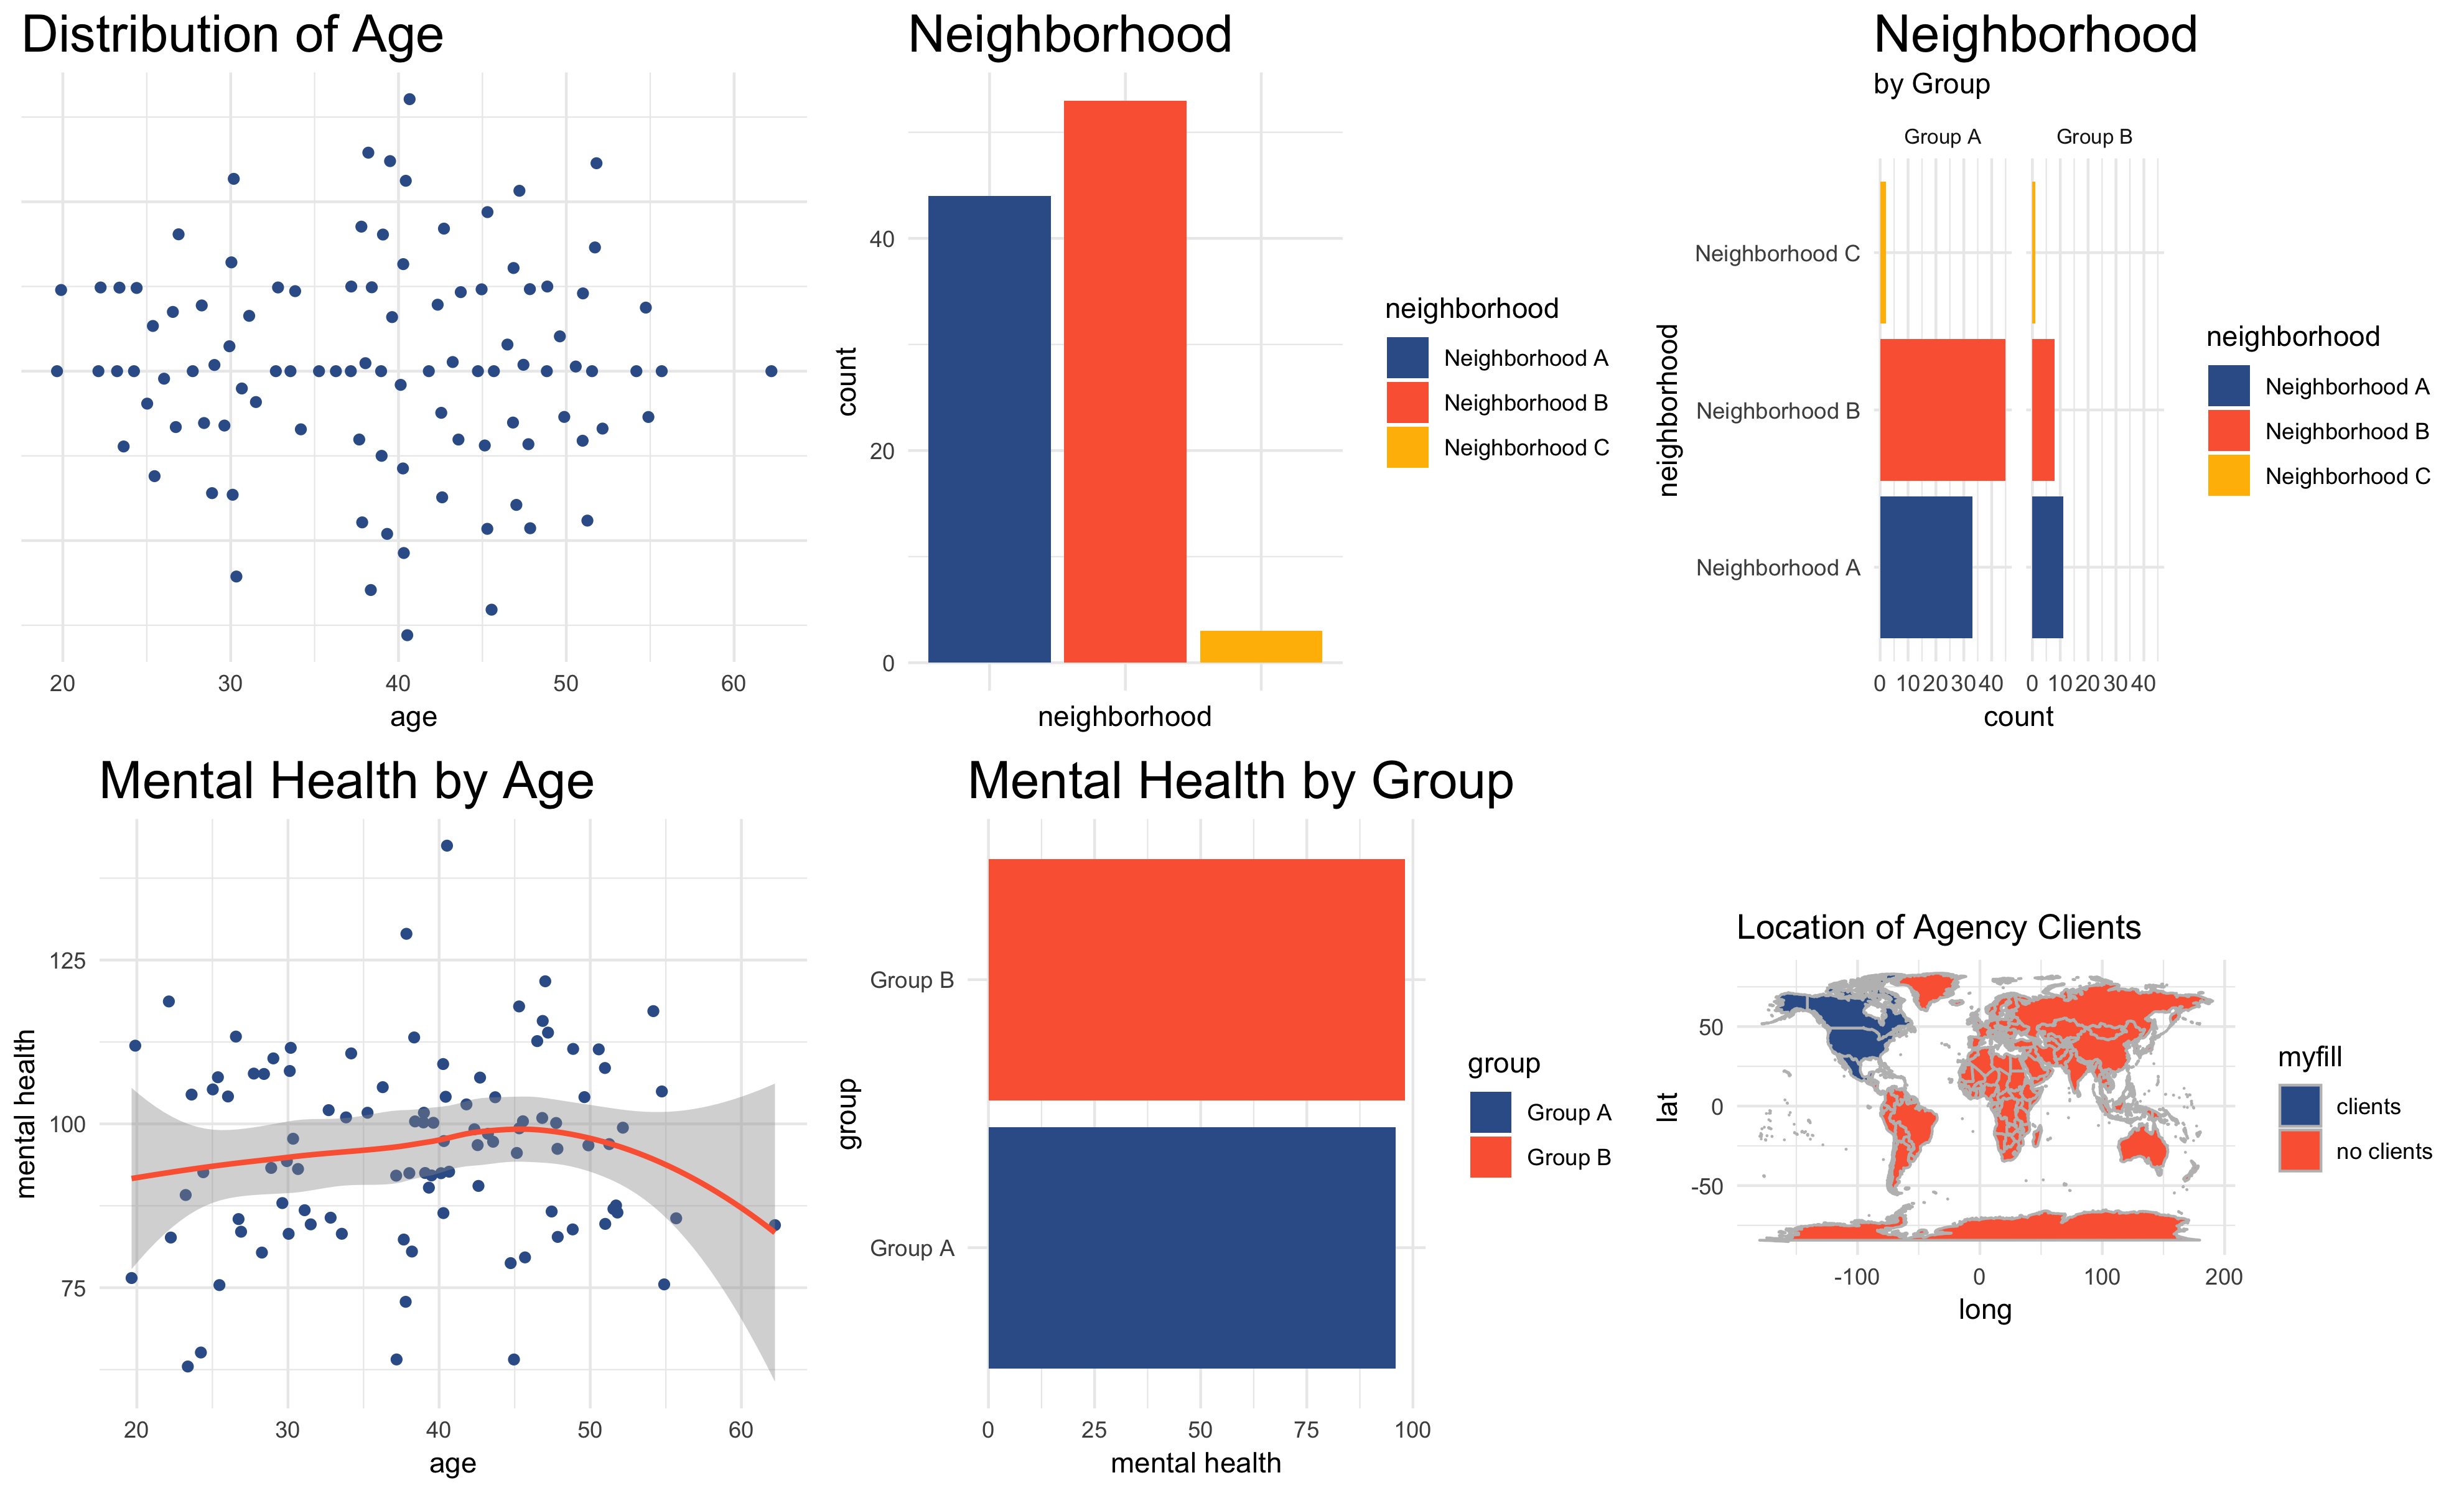 Distribution of Age
20 30 40 50 60
age
Neighborhood
count
40
20
0
neighborhood
neighborhood
Neighborhood A
Neighborhood B
Neighborhood C
Neighborhood
by Group
Group A Group B
neighborhood
Neighborhood C
Neighborhood B
Neighborhood A
0 10 20 30 40 0 10 20 30 40
count
neighborhood
Neighborhood A
Neighborhood B
Neighborhood C
Mental Health by Age
mental health
125
100
75
20 30 40 50 60
age
Mental Health by Group
group
Group B
Group A
0 25 50 75 100
mental health
group
Group A
Group B
Location of Agency Clients
lat
50
0
-50
-100 0 100 200
long
myfill
clients
no clients